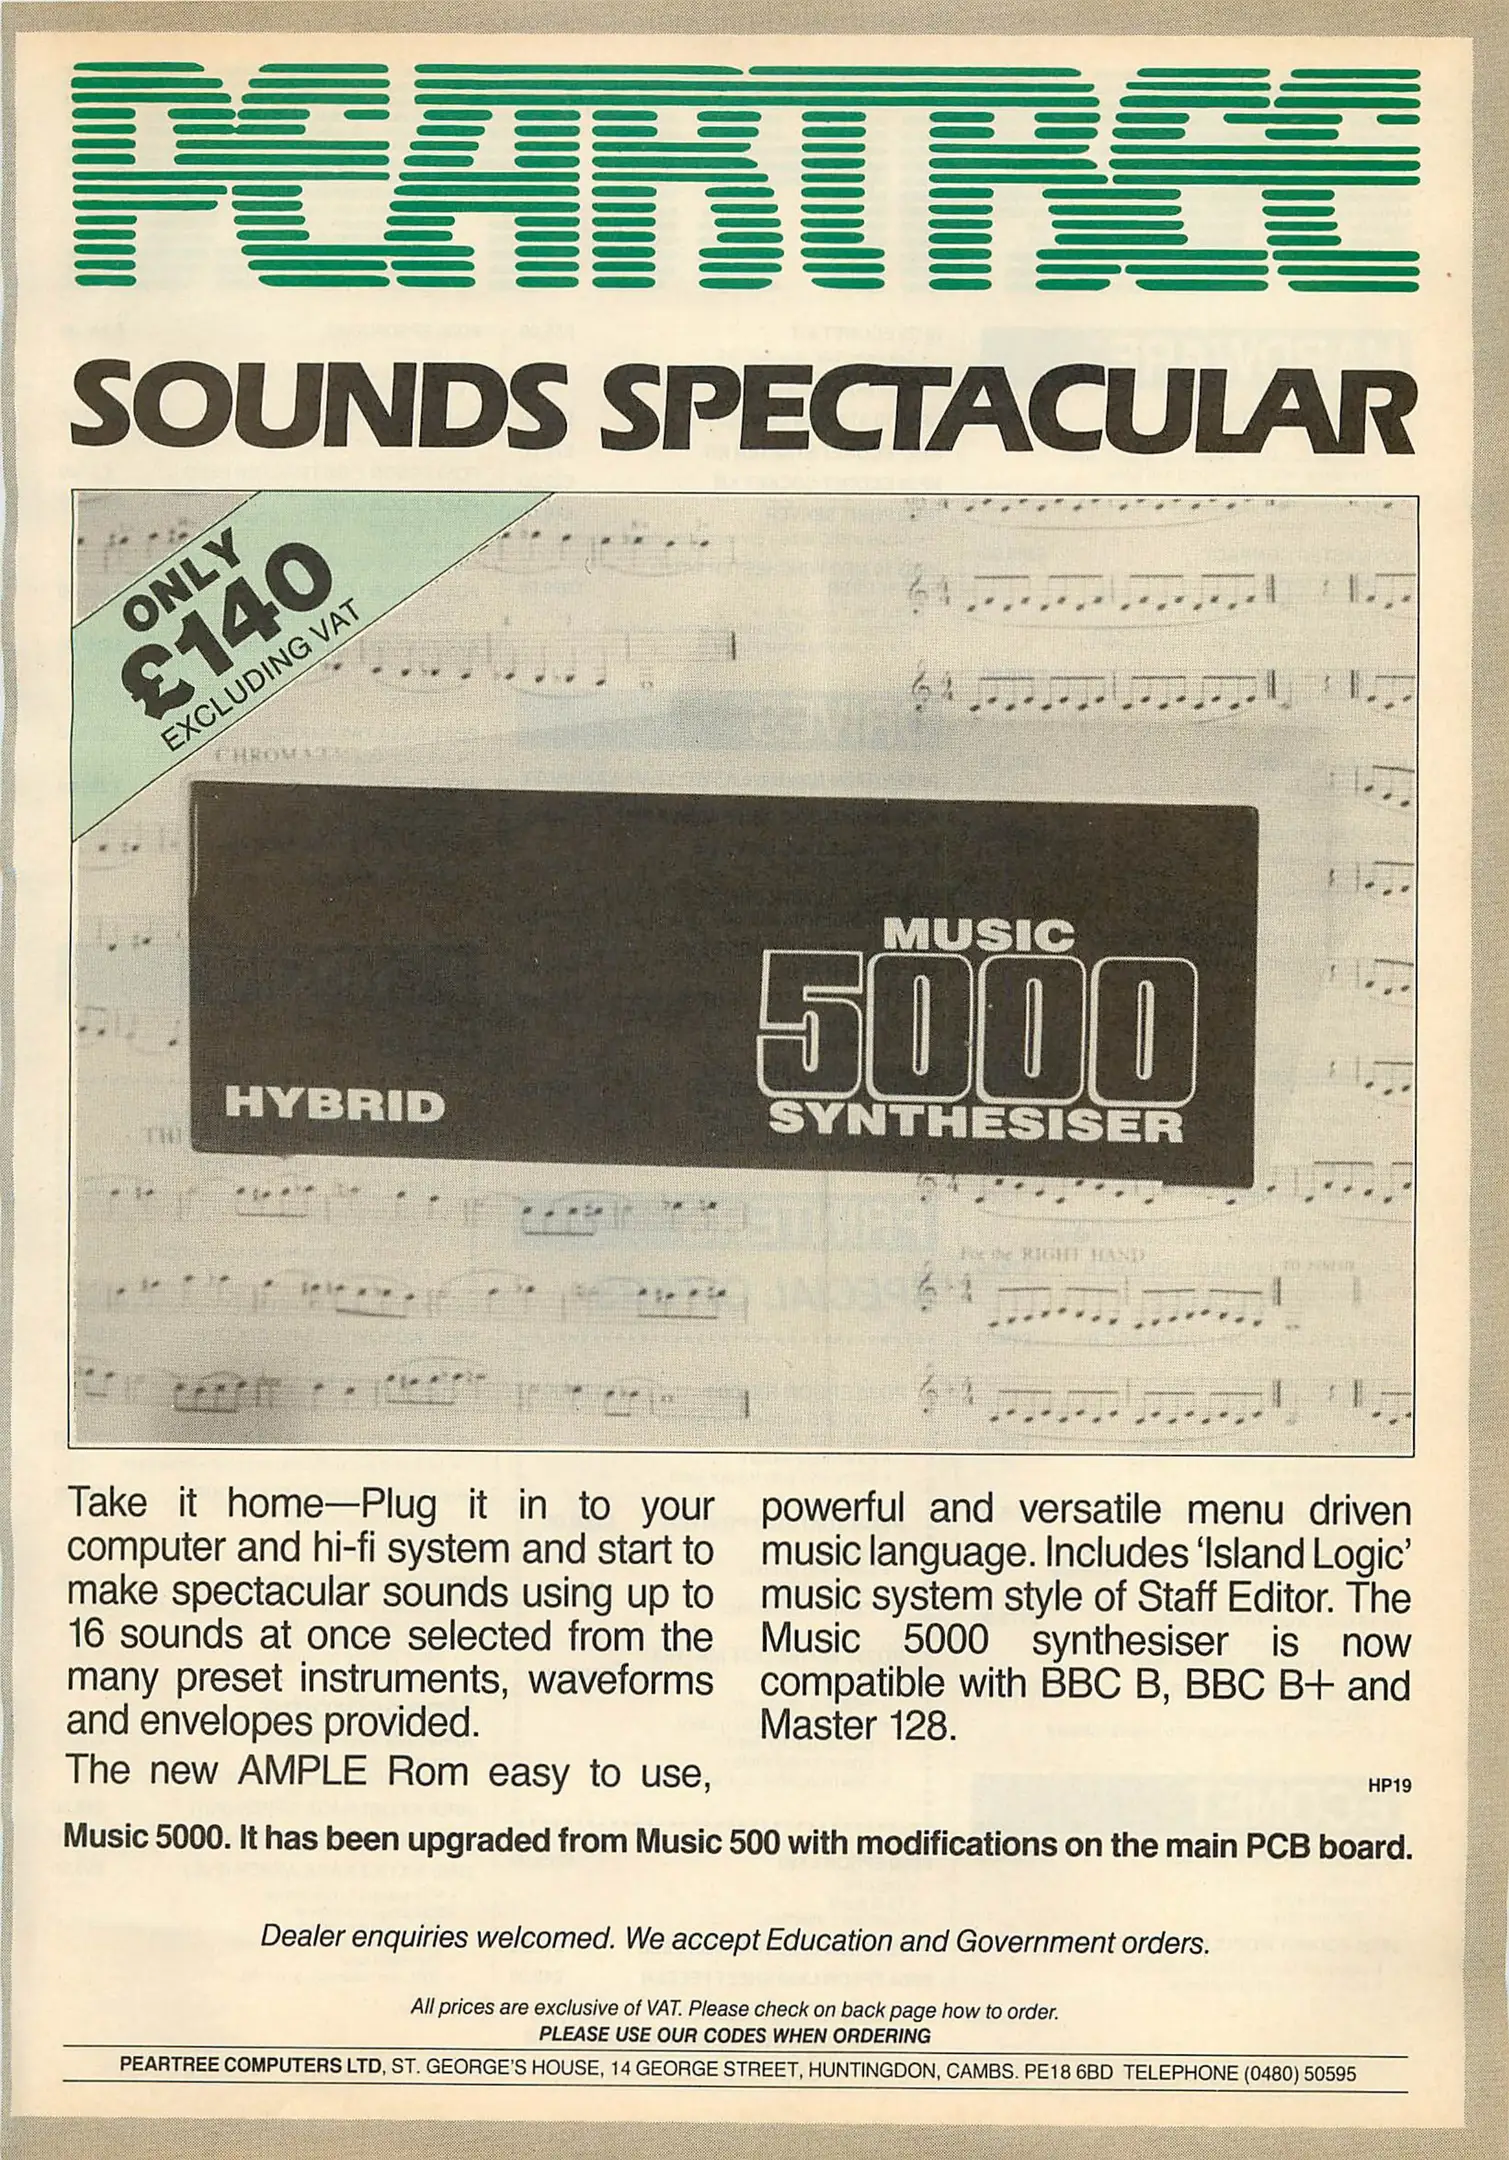 PEARTREE
SOUNDS SPECTACULAR
ONLY
£140
EXCLUDING VAT
MUSIC
5000
SYNTHESISER
HYBRID
For the RIGHT HAND
Take it home—Plug it in to your
computer and hi-fi system and start to
make spectacular sounds using up to
16 sounds at once selected from the
many preset instruments, waveforms
and envelopes provided.
The new AMPLE Rom easy to use,
powerful and versatile menu driven
music language. Includes ‘Island Logic’
music system style of Staff Editor. The
Music 5000 synthesiser is now
compatible with BBC B, BBC B+ and
Master 128.
HP19
Music 5000. It has been upgraded from Music 500 with modifications on the main PCB board.
Dealer enquiries welcomed. We accept Education and Government orders.
All prices are exclusive of VAT. Please check on back page how to order.
PLEASE USE OUR CODES WHEN ORDERING
PEARTREE COMPUTERS LTD, ST. GEORGE'S HOUSE, 14 GEORGE STREET, HUNTINGDON, CAMBS. PE18 6BD TELEPHONE (0480) 50595